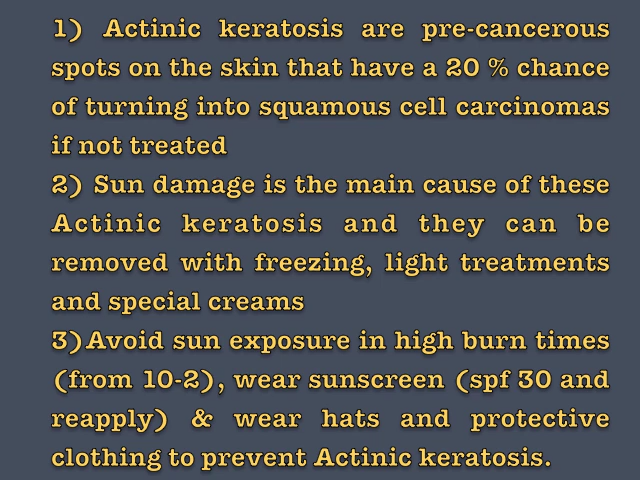 1) Actinic keratosis are pre-cancerous
spots on the skin that have a 20 % chance
of turning into squamous cell carcinomas
if not treated
2) Sun damage is the main cause of these
Actinic keratosis and they can be
removed with freezing, light treatments
and special creams
3)Avoid sun exposure in high burn times
(from 10-2), wear sunscreen (spf 30 and
reapply) & wear hats and protective
clothing to prevent Actinic keratosis.